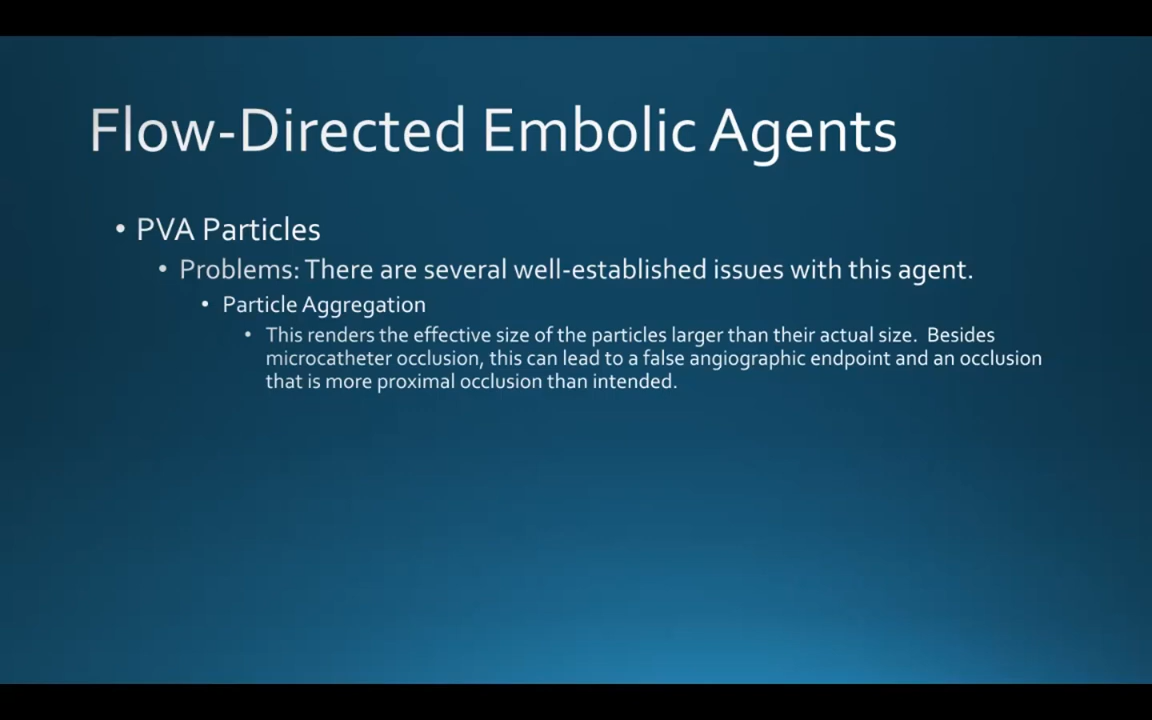 Flow-Directed Embolic Agents
• PVA Particles
• Problems: There are several well-established issues with this agent.
• Particle Aggregation
• This renders the effective size of the particles larger than their actual size.  Besides
microcatheter occlusion, this can lead to a false angiographic endpoint and an occlusion
that is more proximal occlusion than intended.